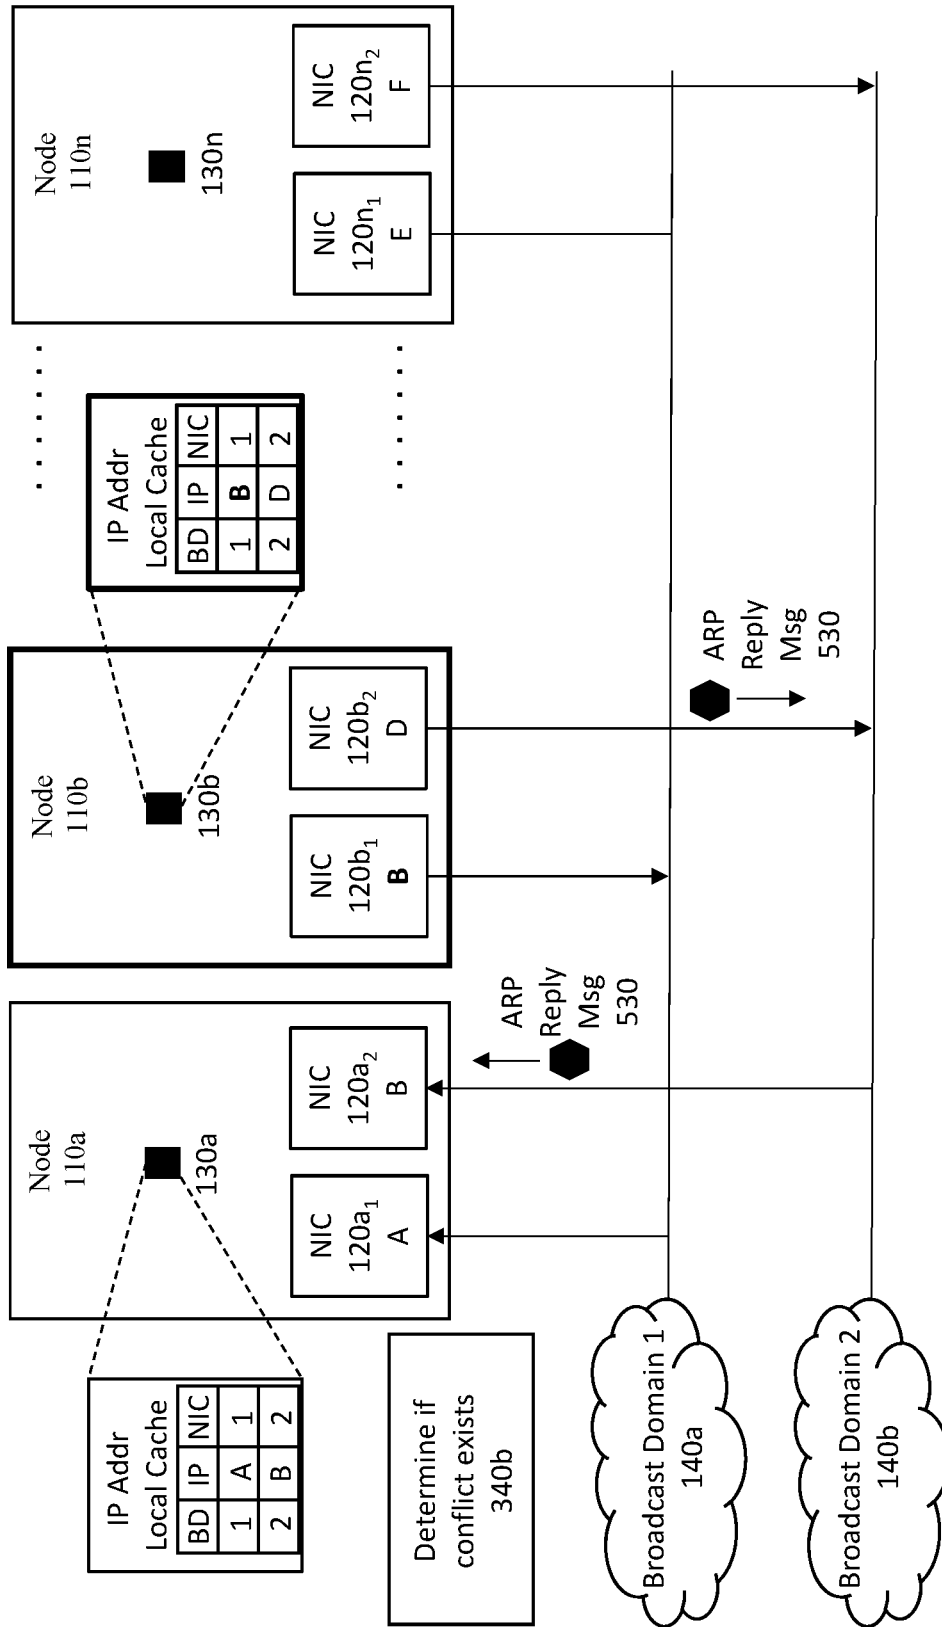 IP Addr
Local Cache
BD IP NIC
1 A 1
2 B 2
Node
110a
130a
NIC
120a1
A
NIC
120a2
B
Node
110b
130b
NIC
120b1
B
NIC
120b2
D
IP Addr
Local Cache
BD IP NIC
1 B 1
2 D 2
Node
110n
130n
NIC
120n1
E
NIC
120n2
F
Determine if
conflict exists
340b
ARP
Reply
Msg
530
ARP
Reply
Msg
530
Broadcast Domain 1
140a
Broadcast Domain 2
140b